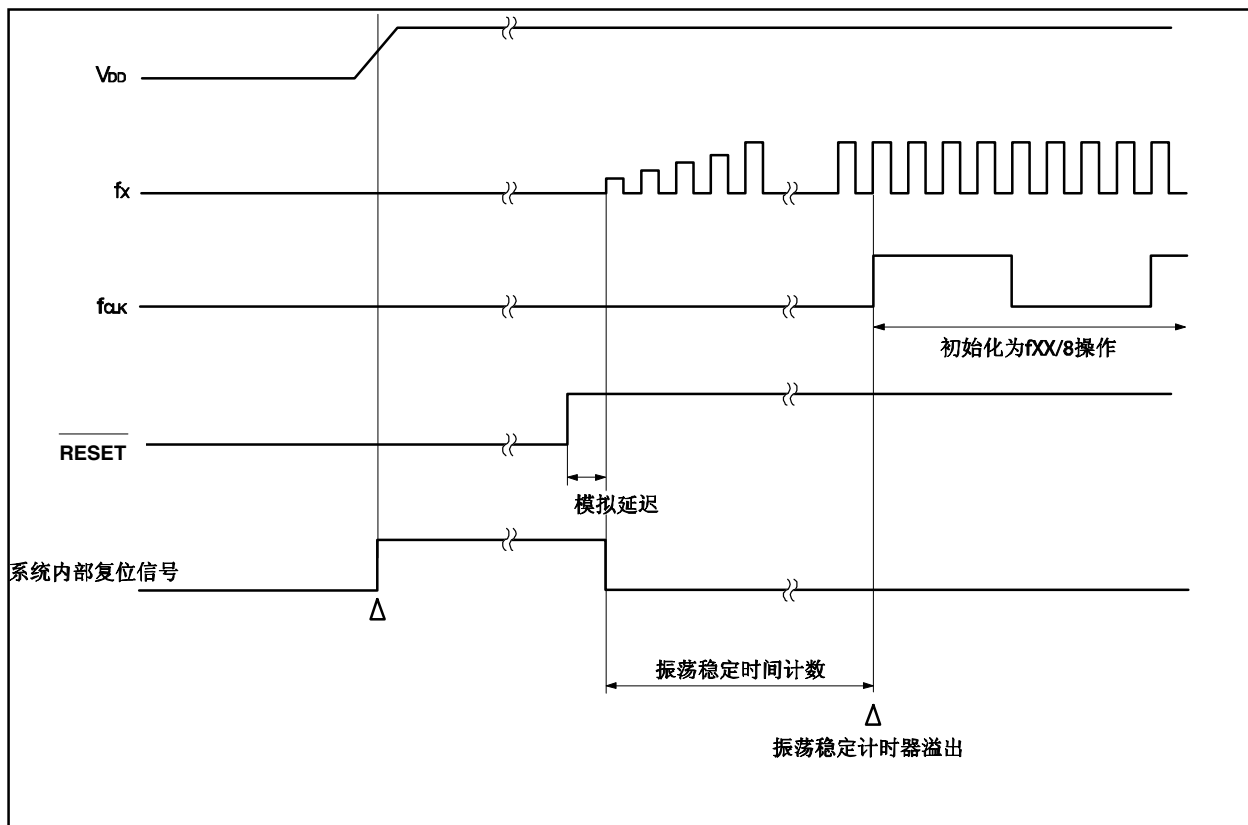 VDD
fX
fCLK
初始化为fXX/8操作
RESET
模拟延迟
系统内部复位信号
振荡稳定时间计数
振荡稳定计时器溢出